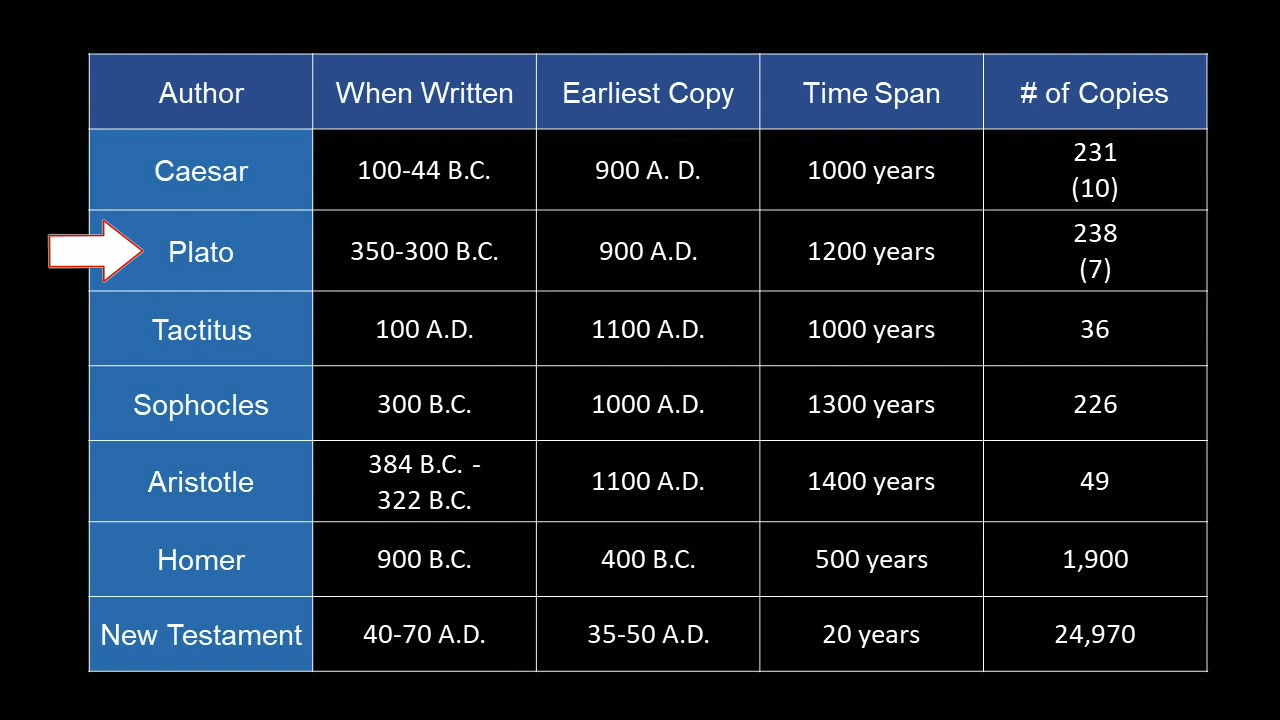 Author When Written Earliest Copy Time Span # of Copies
Caesar 100-44 B.C. 900 A. D. 1000 years 231
(10)
Plato 350-300 B.C. 900 A.D. 1200 years 238
(7)
Tactitus 100 A.D. 1100 A.D. 1000 years 36
Sophocles 300 B.C. 1000 A.D. 1300 years 226
Aristotle 384 B.C. -
322 B.C. 1100 A.D. 1400 years 49
Homer 900 B.C. 400 B.C. 500 years 1,900
New Testament 40-70 A.D. 35-50 A.D. 20 years 24,970